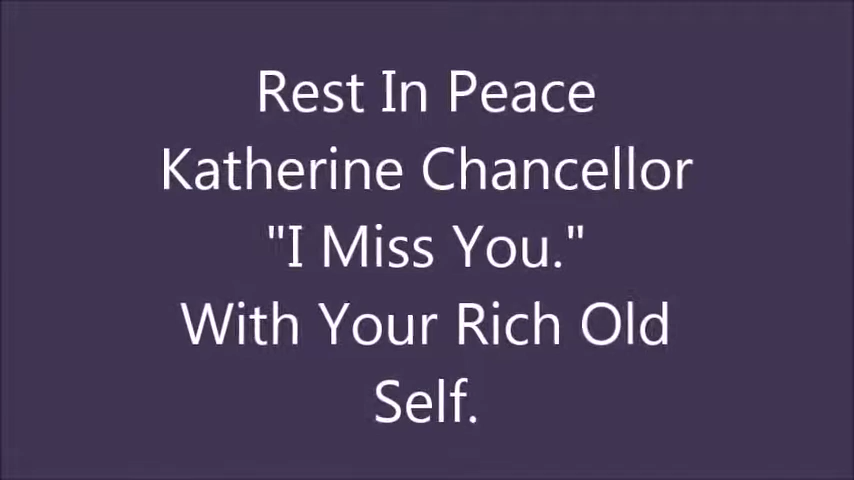 Rest In Peace
Katherine Chancellor
"I Miss You."
With Your Rich Old
Self.